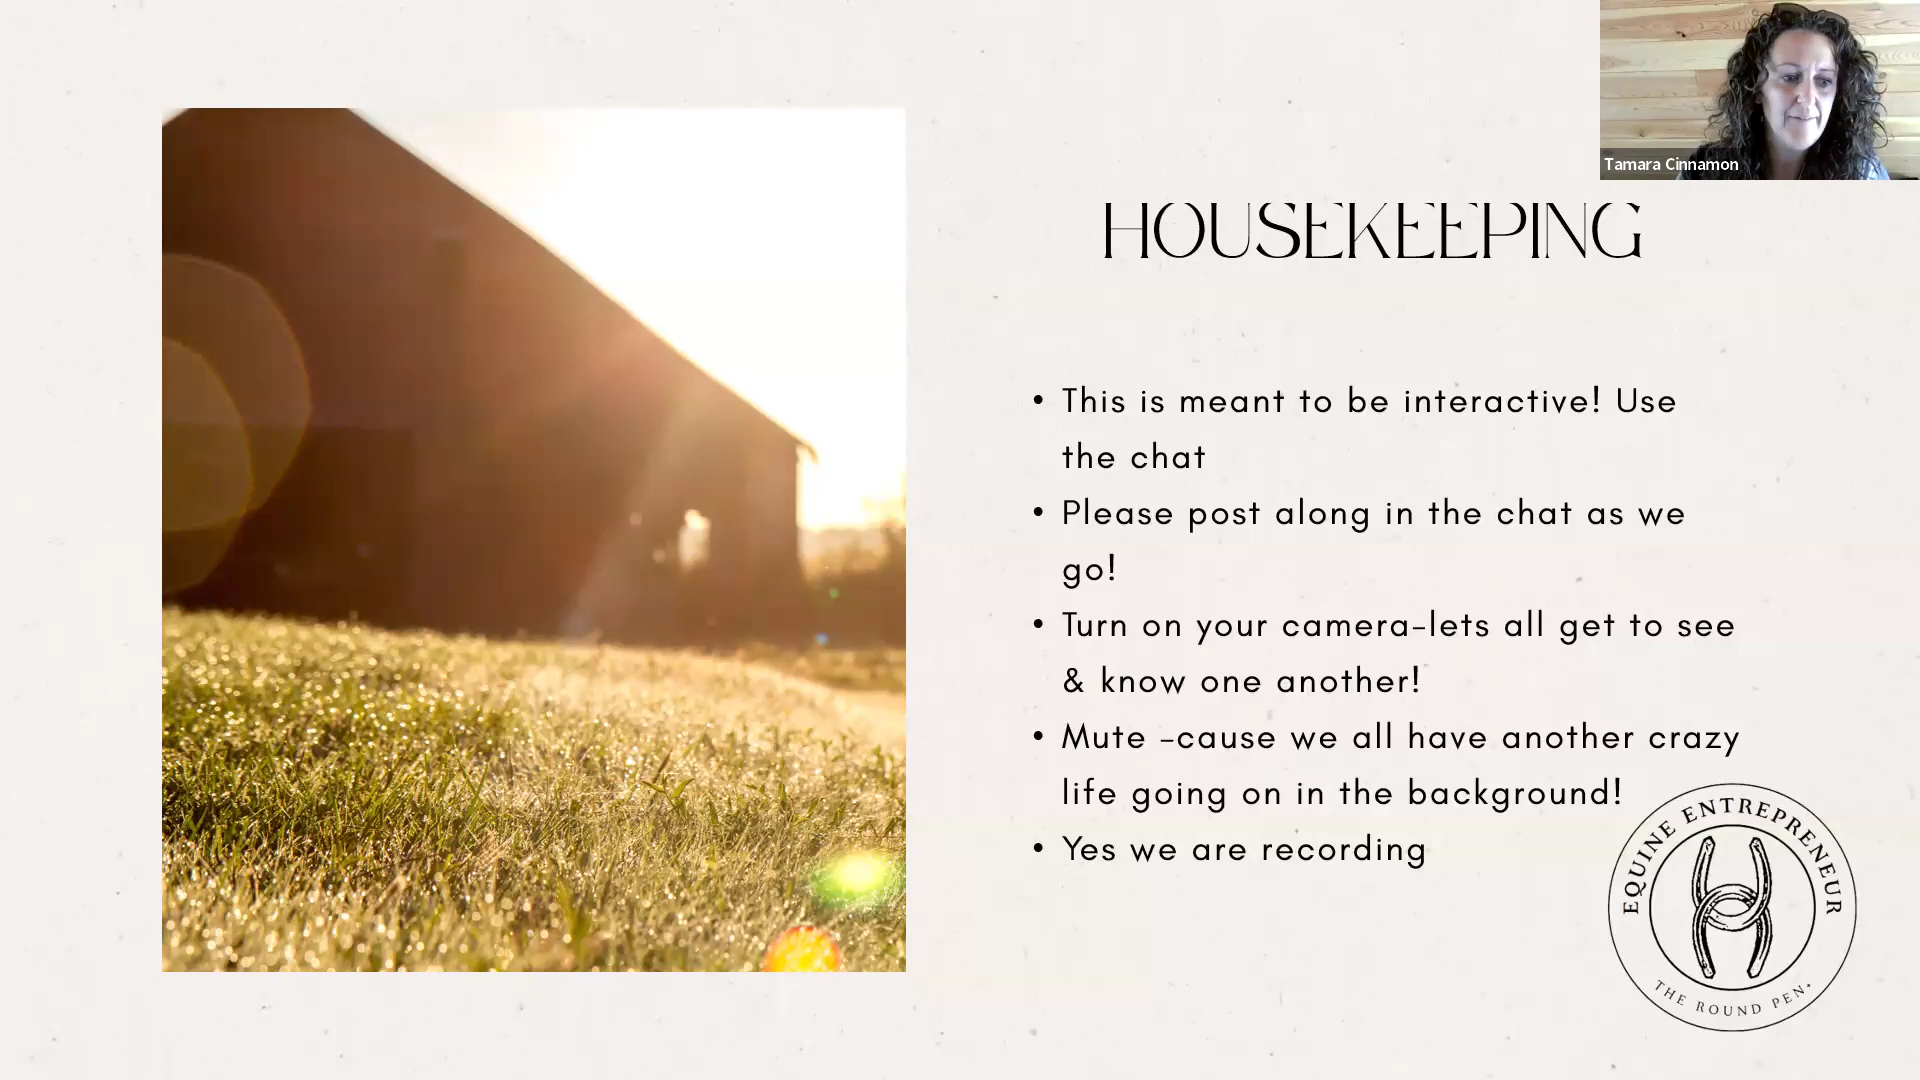 Tamara Cinnamon
HOUSEKEEPING
• This is meant to be interactive! Use
the chat
• Please post along in the chat as we
go!
• Turn on your camera-lets all get to see
& know one another!
• Mute -cause we all have another crazy
life going on in the background!
• Yes we are recording
EQUINE ENTREPRENEUR
THE ROUND PEN